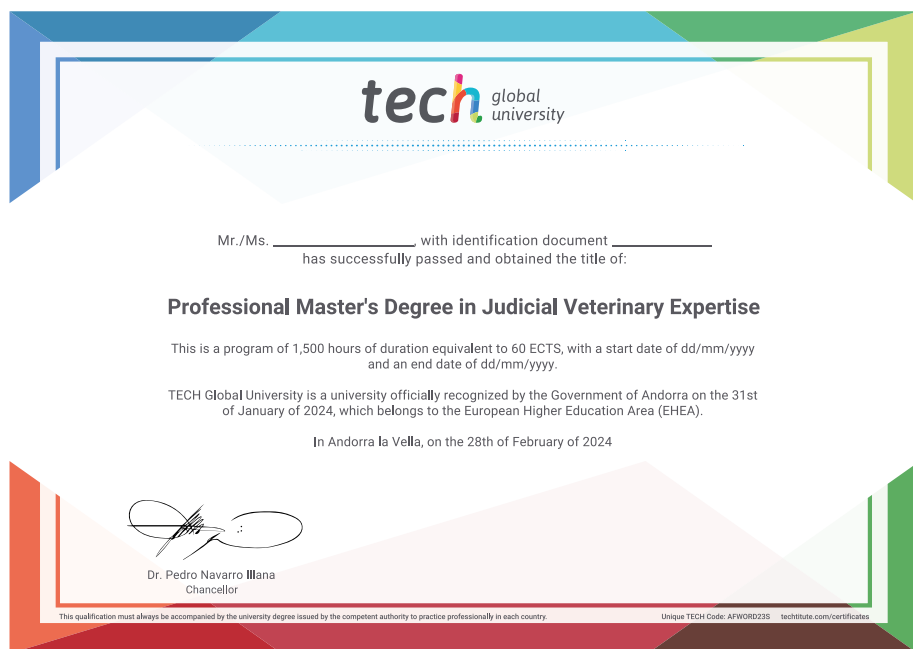 tech global university
Mr./Ms. ______________, with identification document __________
has successfully passed and obtained the title of:
Professional Master's Degree in Judicial Veterinary Expertise
This is a program of 1,500 hours of duration equivalent to 60 ECTS, with a start date of dd/mm/yyyy
and an end date of dd/mm/yyyy.
TECH Global University is a university officially recognized by the Government of Andorra on the 31st
of January of 2024, which belongs to the European Higher Education Area (EHEA).
In Andorra la Vella, on the 28th of February of 2024
Dr. Pedro Navarro Illana
Chancellor
This qualification must always be accompanied by the university degree issued by the competent authority to practice professionally in each country.
Unique TECH Code: AFWORD23S techtitute.com/certificates